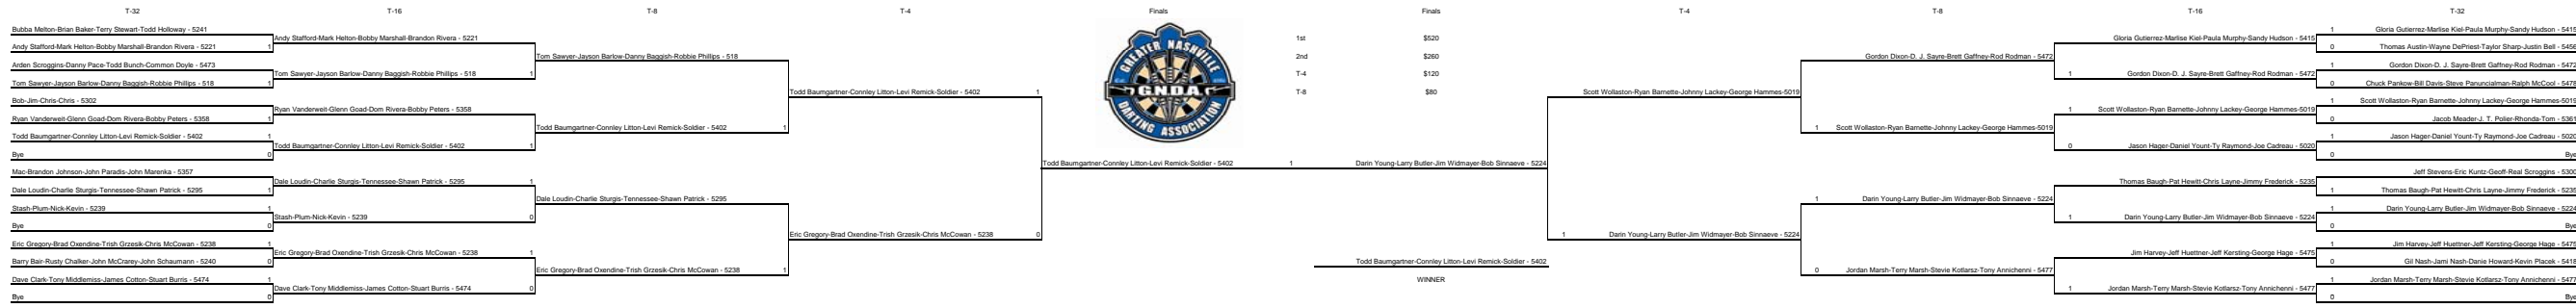 T-32 T-16 T-8 T-4 Finals Finals T-4 T-8 T-16 T-32
Bubba Melton-Brian Baker-Terry Stewart-Todd Holloway - 5241
Andy Stafford-Mark Helton-Bobby Marshall-Brandon Rivera - 5221 1
Arden Scroggins-Danny Pace-Todd Bunch-Common Doyle - 5473
Tom Sawyer-Jayson Barlow-Danny Baggish-Robbie Phillips - 518 1
Bob-Jim-Chris-Chris - 5302
Ryan Vanderweit-Glenn Goad-Dom Rivera-Bobby Peters - 5358 1
Todd Baumgartner-Connley Litton-Levi Remick-Soldier - 5402 1
Bye 0
Mac-Brandon Johnson-John Paradis-John Marenka - 5357
Dale Loudin-Charlie Sturgis-Tennessee-Shawn Patrick - 5295 1
Stash-Plum-Nick-Kevin - 5239 1
Bye 0
Eric Gregory-Brad Oxendine-Trish Grzesik-Chris McCowan - 5238 1
Barry Bair-Rusty Chalker-John McCrarey-John Schaumann - 5240 0
Dave Clark-Tony Middlemiss-James Cotton-Stuart Burris - 5474 1
Bye 0
Andy Stafford-Mark Helton-Bobby Marshall-Brandon Rivera - 5221
Tom Sawyer-Jayson Barlow-Danny Baggish-Robbie Phillips - 518 1
Ryan Vanderweit-Glenn Goad-Dom Rivera-Bobby Peters - 5358
Todd Baumgartner-Connley Litton-Levi Remick-Soldier - 5402 1
Dale Loudin-Charlie Sturgis-Tennessee-Shawn Patrick - 5295 1
Stash-Plum-Nick-Kevin - 5239 0
Eric Gregory-Brad Oxendine-Trish Grzesik-Chris McCowan - 5238 1
Dave Clark-Tony Middlemiss-James Cotton-Stuart Burris - 5474 0
Tom Sawyer-Jayson Barlow-Danny Baggish-Robbie Phillips - 518
Todd Baumgartner-Connley Litton-Levi Remick-Soldier - 5402 1
Dale Loudin-Charlie Sturgis-Tennessee-Shawn Patrick - 5295
Eric Gregory-Brad Oxendine-Trish Grzesik-Chris McCowan - 5238 1
Todd Baumgartner-Connley Litton-Levi Remick-Soldier - 5402 1
Eric Gregory-Brad Oxendine-Trish Grzesik-Chris McCowan - 5238 0
GREATER NASHVILLE
GNDA
DARTING ASSOCIATION
1st $520
2nd $260
T-4 $120
T-8 $80
Todd Baumgartner-Connley Litton-Levi Remick-Soldier - 5402 1
Darin Young-Larry Butler-Jim Widmayer-Bob Sinnaeve - 5224
Todd Baumgartner-Connley Litton-Levi Remick-Soldier - 5402
WINNER
Scott Wollaston-Ryan Barnette-Johnny Lackey-George Hammes-5019
1 Darin Young-Larry Butler-Jim Widmayer-Bob Sinnaeve - 5224
Gordon Dixon-D. J. Sayre-Brett Gaffney-Rod Rodman - 5472
1 Scott Wollaston-Ryan Barnette-Johnny Lackey-George Hammes-5019
1 Darin Young-Larry Butler-Jim Widmayer-Bob Sinnaeve - 5224
0 Jordan Marsh-Terry Marsh-Stevie Kotlarsz-Tony Annichenni - 5477
Gloria Gutierrez-Marlise Kiel-Paula Murphy-Sandy Hudson - 5415
1 Gordon Dixon-D. J. Sayre-Brett Gaffney-Rod Rodman - 5472
1 Scott Wollaston-Ryan Barnette-Johnny Lackey-George Hammes-5019
0 Jason Hager-Daniel Yount-Ty Raymond-Joe Cadreau - 5020
Thomas Baugh-Pat Hewitt-Chris Layne-Jimmy Frederick - 5235
1 Darin Young-Larry Butler-Jim Widmayer-Bob Sinnaeve - 5224
Jim Harvey-Jeff Huettner-Jeff Kersting-George Hage - 5475
1 Jordan Marsh-Terry Marsh-Stevie Kotlarsz-Tony Annichenni - 5477
1 Gloria Gutierrez-Marlise Kiel-Paula Murphy-Sandy Hudson - 5415
0 Thomas Austin-Wayne DePriest-Taylor Sharp-Justin Bell - 5456
1 Gordon Dixon-D. J. Sayre-Brett Gaffney-Rod Rodman - 5472
0 Chuck Pankow-Bill Davis-Steve Panuncialman-Ralph McCool - 5478
1 Scott Wollaston-Ryan Barnette-Johnny Lackey-George Hammes-5019
0 Jacob Meader-J. T. Polier-Rhonda-Tom - 5361
1 Jason Hager-Daniel Yount-Ty Raymond-Joe Cadreau - 5020
0 Bye
Jeff Stevens-Eric Kuntz-Geoff-Real Scroggins - 5300
1 Thomas Baugh-Pat Hewitt-Chris Layne-Jimmy Frederick - 5235
1 Darin Young-Larry Butler-Jim Widmayer-Bob Sinnaeve - 5224
0 Bye
1 Jim Harvey-Jeff Huettner-Jeff Kersting-George Hage - 5475
0 Gil Nash-Jami Nash-Danie Howard-Kevin Placek - 5418
1 Jordan Marsh-Terry Marsh-Stevie Kotlarsz-Tony Annichenni - 5477
0 Bye